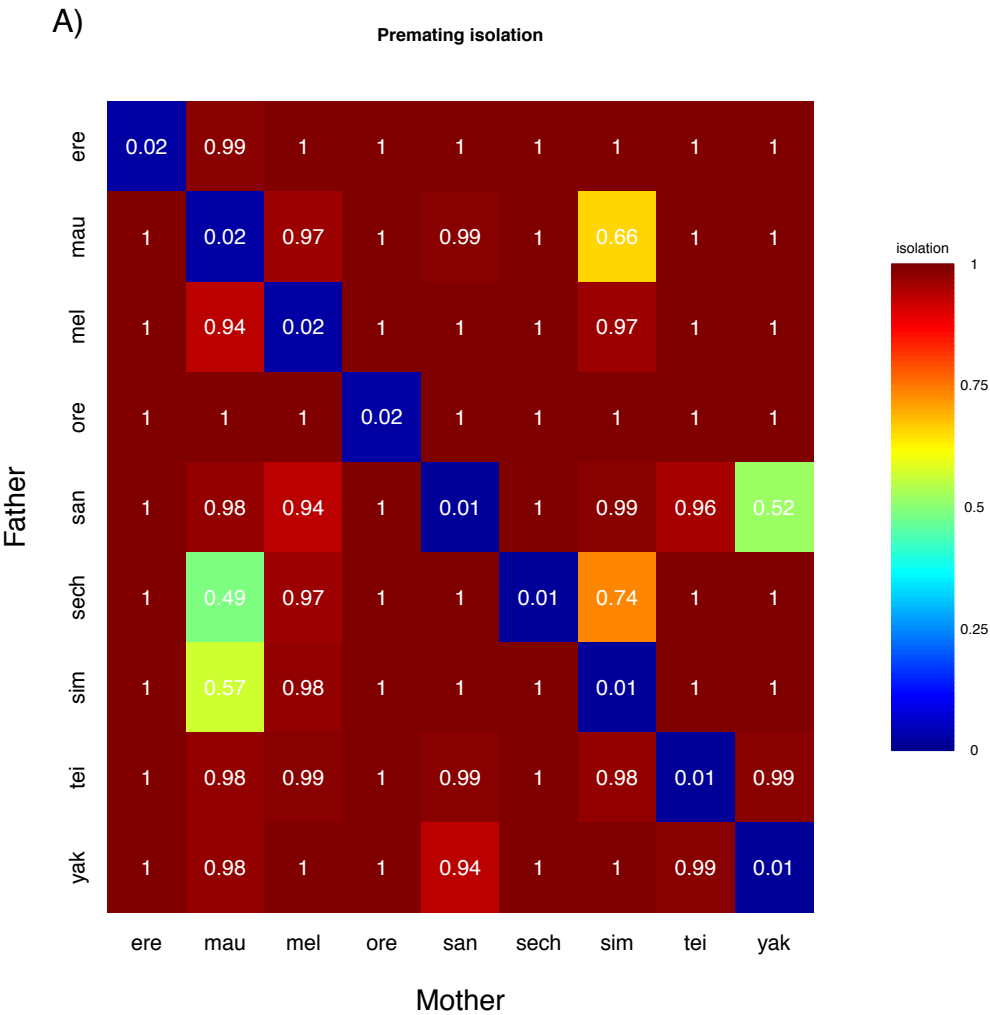 A)
Premating isolation
ere 0.02 0.99 1 1 1 1 1 1 1
mau 1 0.02 0.97 1 0.99 1 0.66 1 1
mel 1 0.94 0.02 1 1 1 0.97 1 1
ore 1 1 1 0.02 1 1 1 1 1
san 1 0.98 0.94 1 0.01 1 0.99 0.96 0.52
sech 1 0.49 0.97 1 1 0.01 0.74 1 1
sim 1 0.57 0.98 1 1 1 0.01 1 1
tei 1 0.98 0.99 1 0.99 1 0.98 0.01 0.99
yak 1 0.98 1 1 0.94 1 1 0.99 0.01
Father
ere mau mel ore san sech sim tei yak
Mother
isolation
1
0.75
0.5
0.25
0